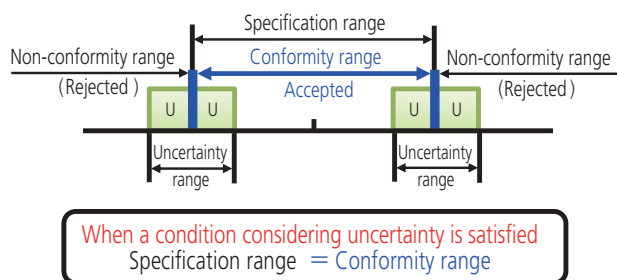 Specification range
Non-conformity range
(Rejected)
Conformity range
Accepted
Non-conformity range
(Rejected)
U U
U U
Uncertainty
range
Uncertainty
range
When a condition considering uncertainty is satisfied
Specification range = Conformity range